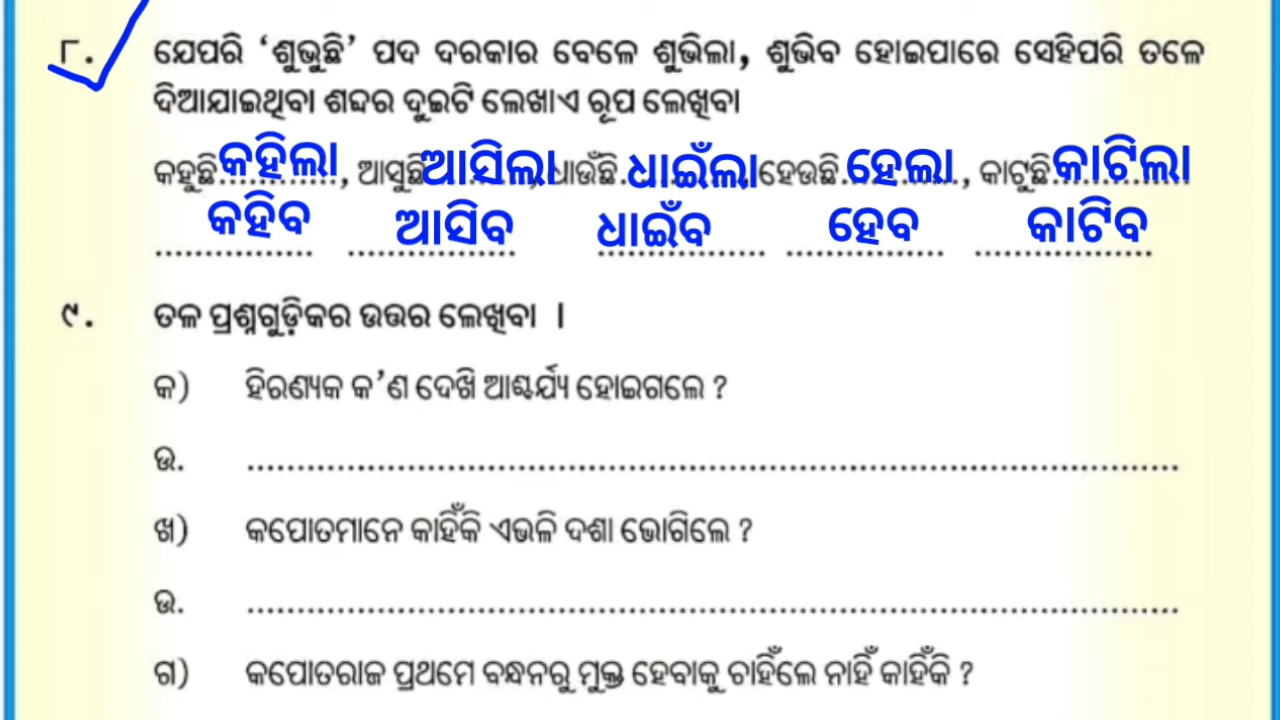 ୮. ଯେପରି ‘ଶୁଭୁଛି’ ପଦ ଦରକାର ବେଳେ ଶୁଭିଲା, ଶୁଭିବ ହୋଇପାରେ ସେହିପରି ତଳେ
ଦିଆଯାଇଥିବା ଶବ୍ଦର ଦୁଇଟି ଲେଖାଏ ରୂପ ଲେଖିବା
କହୁଛି କହିଲା, ଆସୁଛି ଆସିଲା, ଧାଉଁଛି ଧାଇଁଲା, ହେଉଛି ହେଲା, କାଟୁଛି କାଟିଲା
କହିବ ଆସିବ ଧାଇଁବ ହେବ କାଟିବ
୯. ତଳ ପ୍ରଶ୍ନଗୁଡ଼ିକର ଉତ୍ତର ଲେଖିବା ।
କ) ହିରଣ୍ୟକ କ’ଣ ଦେଖି ଆଶ୍ଚର୍ଯ୍ୟ ହୋଇଗଲେ ?
ଉ. ........................................
ଖ) କପୋତମାନେ କାହିଁକି ଏଭଳି ଦଶା ଭୋଗିଲେ ?
ଉ. ........................................
ଗ) କପୋତରାଜ ପ୍ରଥମେ ବନ୍ଧନରୁ ମୁକ୍ତ ହେବାକୁ ଚାହିଁଲେ ନାହିଁ କାହିଁକି ?